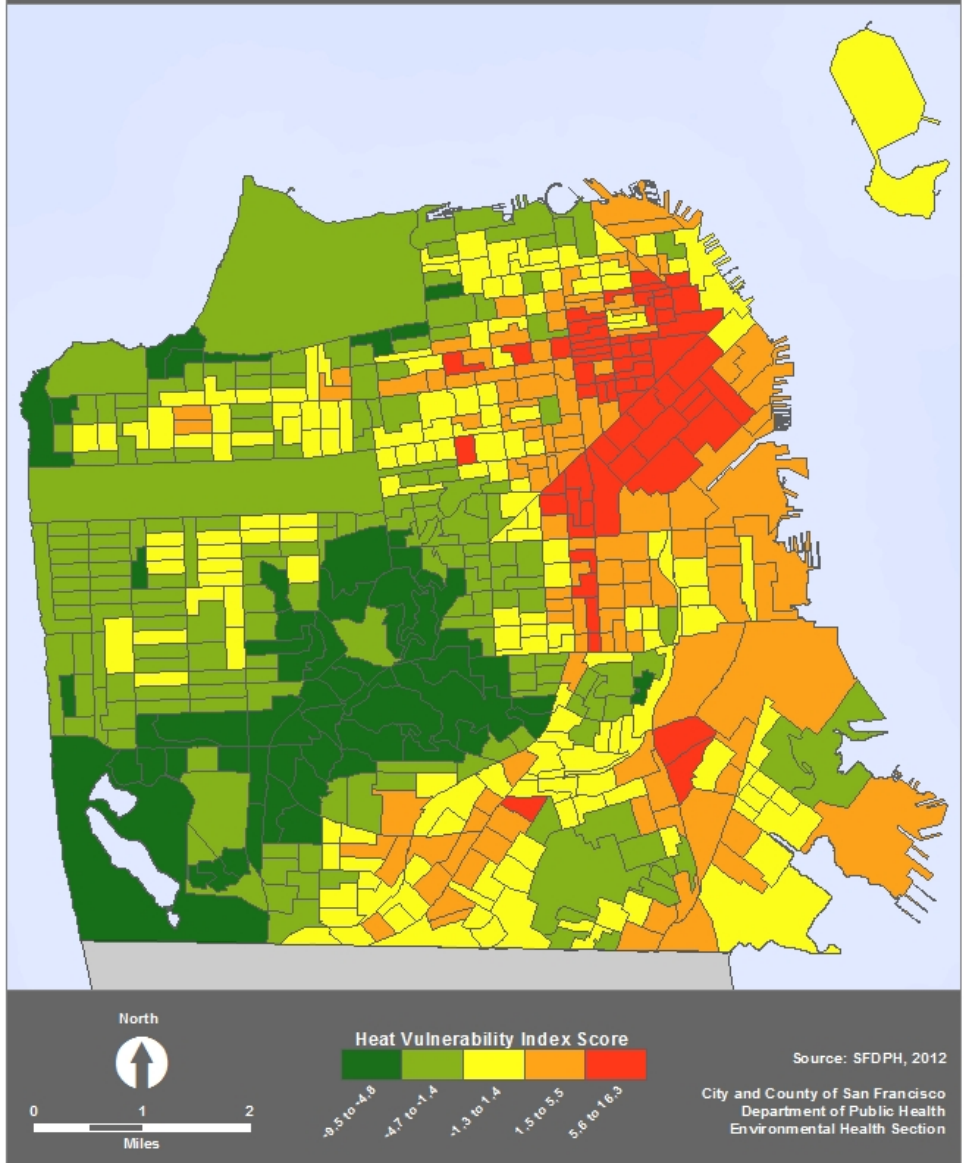 North
0 1 2
Miles
Heat Vulnerability Index Score
-9.5 to -4.8
-4.7 to -1.4
-1.3 to 1.4
1.5 to 5.5
5.6 to 16.3
Source: SFDPH, 2012
City and County of San Francisco
Department of Public Health
Environmental Health Section